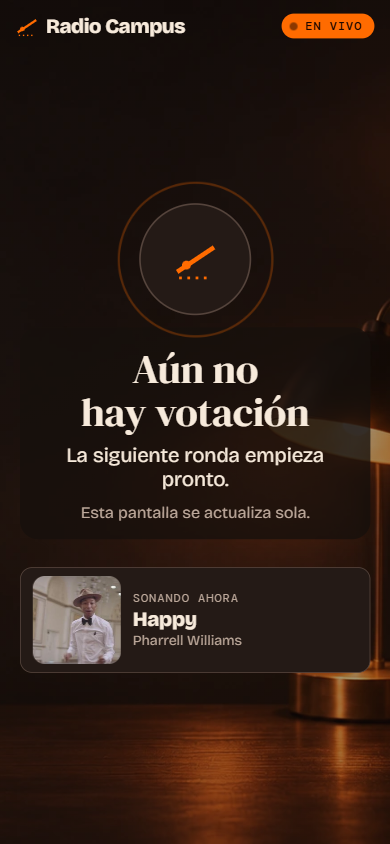 Radio Campus
EN VIVO
Aún no
hay votación
La siguiente ronda empieza
pronto.
Esta pantalla se actualiza sola.
SONANDO AHORA
Happy
Pharrell Williams